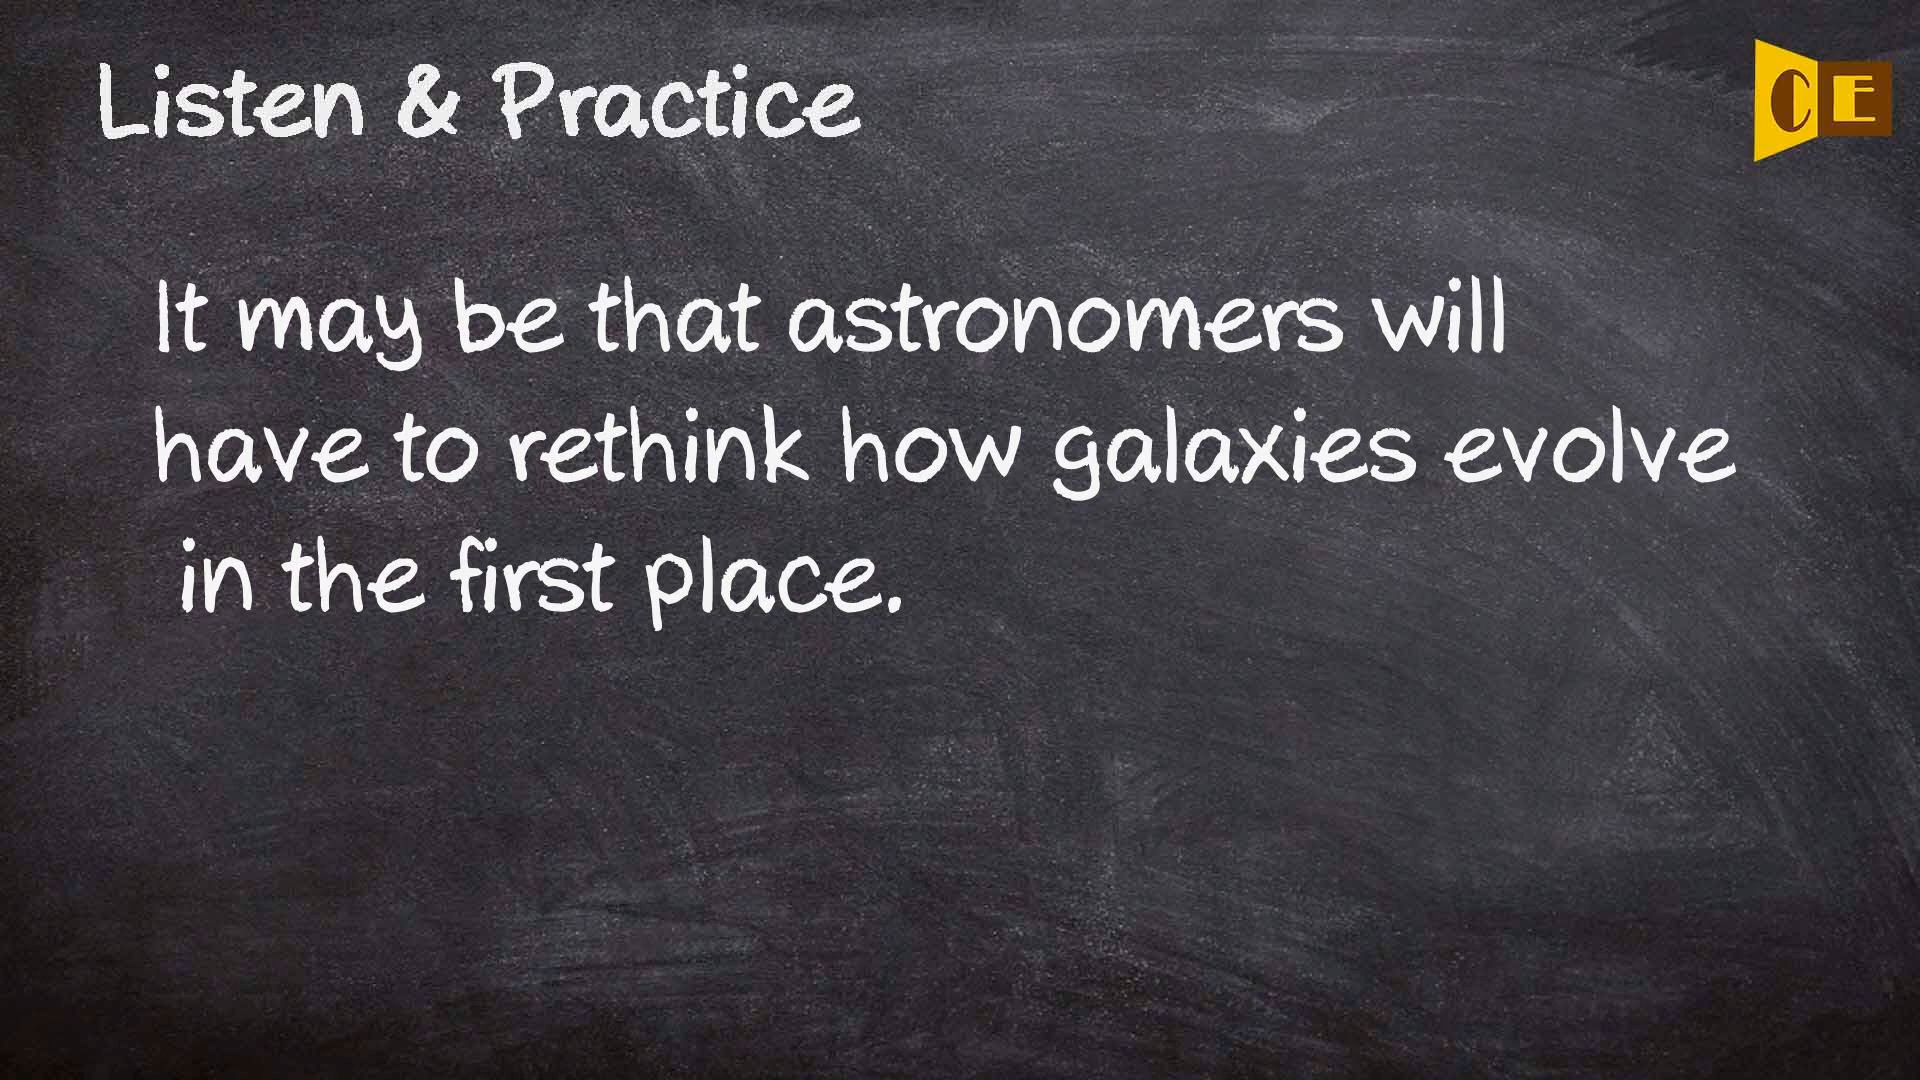 Listen & Practice
CE
It may be that astronomers will
have to rethink how galaxies evolve
in the first place.